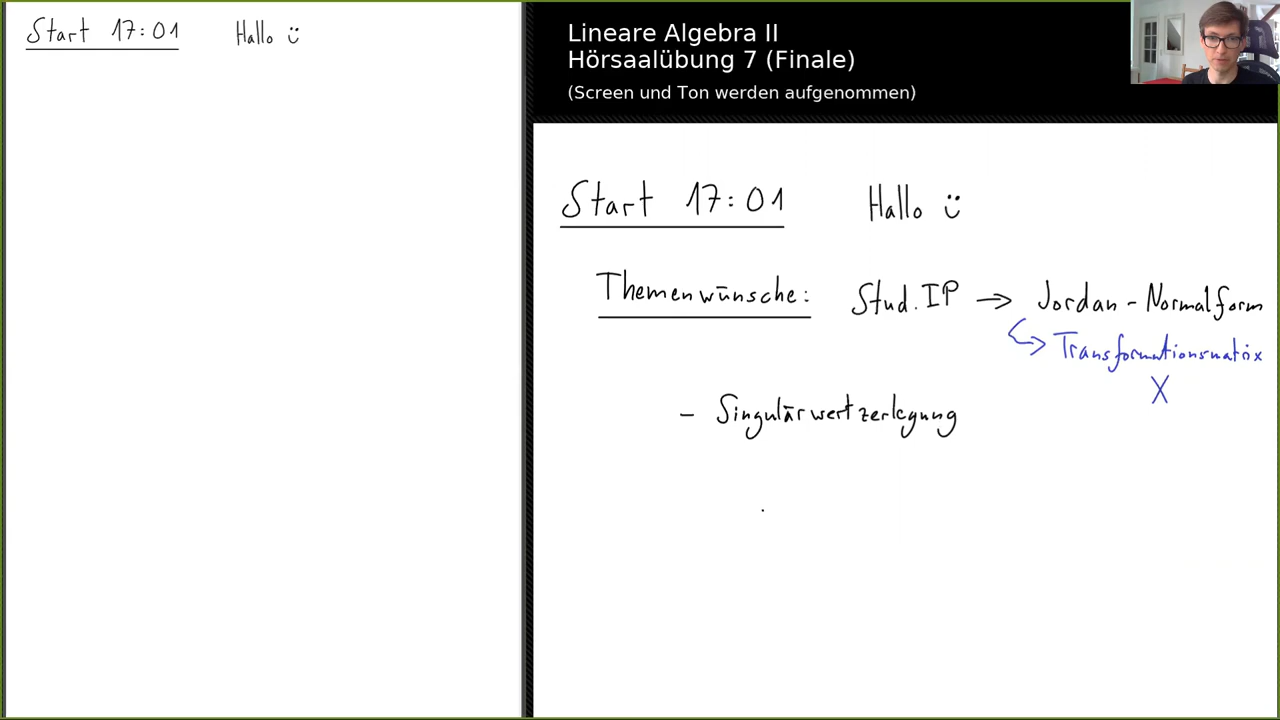 Start 17:01 Hallo ü
Lineare Algebra II
Hörsaalübung 7 (Finale)
(Screen und Ton werden aufgenommen)
Start 17:01 Hallo ü
Themenwünsche: Stud.IP → Jordan-Normalform
↳ Transformationsmatrix
X
- Singulärwertzerlegung